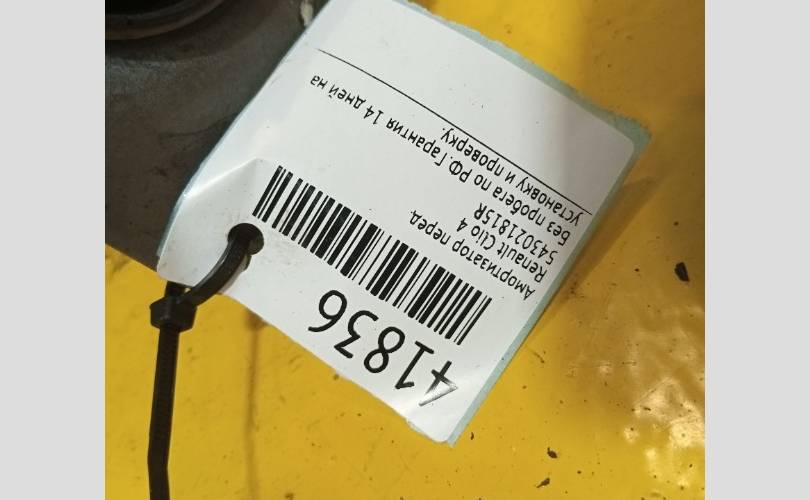 41836
Амортизатор перед.
Renault Clio 4
543021815R
без пробега по РФ. Гарантия 14 дней на
установку и проверку.